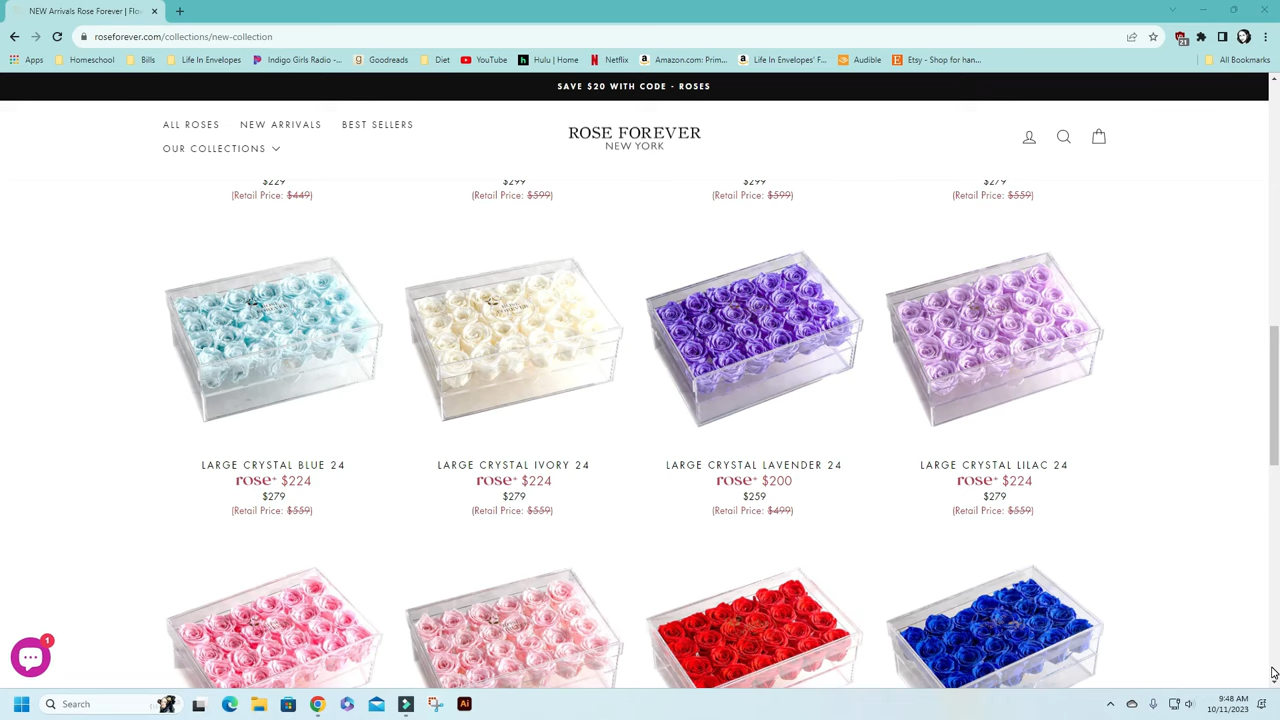 NEW Arrivals Rose Forever | Flo
roseforever.com/collections/new-collection
21
Apps Homeschool Bills Life In Envelopes Indigo Girls Radio -... Goodreads Diet YouTube Hulu | Home Netflix Amazon.com: Prim... Life In Envelopes' F... Audible Etsy - Shop for han... All Bookmarks
SAVE $20 WITH CODE - ROSES
ALL ROSES NEW ARRIVALS BEST SELLERS
OUR COLLECTIONS
ROSE FOREVER
NEW YORK
$229 $299 $299 $279
(Retail Price: $449) (Retail Price: $599) (Retail Price: $599) (Retail Price: $559)
LARGE CRYSTAL BLUE 24 LARGE CRYSTAL IVORY 24 LARGE CRYSTAL LAVENDER 24 LARGE CRYSTAL LILAC 24
rose+ $224 rose+ $224 rose+ $200 rose+ $224
$279 $279 $259 $279
(Retail Price: $559) (Retail Price: $559) (Retail Price: $499) (Retail Price: $559)
1
Search
Ai
9:48 AM
10/11/2023